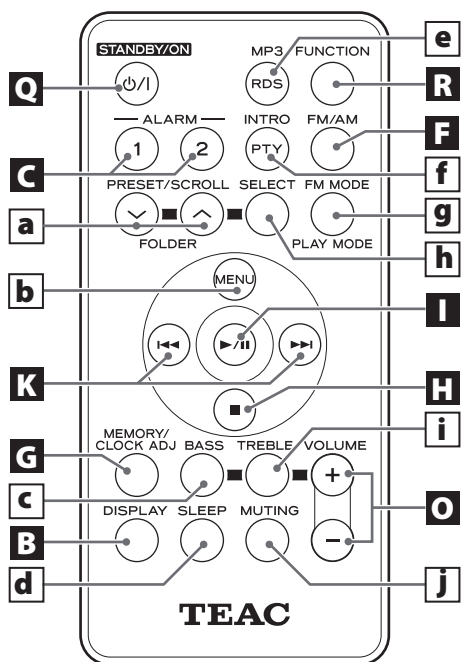 STANDBY/ON MP3 FUNCTION e
Q ⏻/I RDS R
ALARM INTRO FM/AM
C 1 2 PTY F
f
PRESET/SCROLL SELECT FM MODE
a g
FOLDER PLAY MODE h
b MENU
I
K
H
MEMORY/
CLOCK ADJ BASS TREBLE VOLUME i
G +
c O
DISPLAY SLEEP MUTING
B −
d j
TEAC